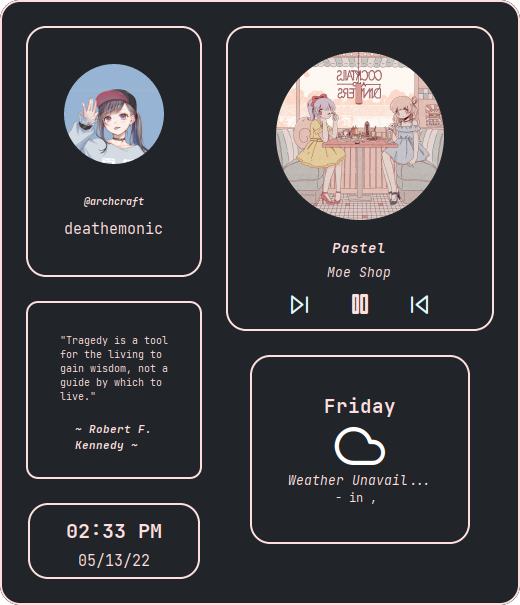 @archcraft
deathemonic
"Tragedy is a tool
for the living to
gain wisdom, not a
guide by which to
live."
~ Robert F.
Kennedy ~
02:33 PM
05/13/22
COCKTAILS
DINNERS
Pastel
Moe Shop
Friday
Weather Unavail...
- in ,